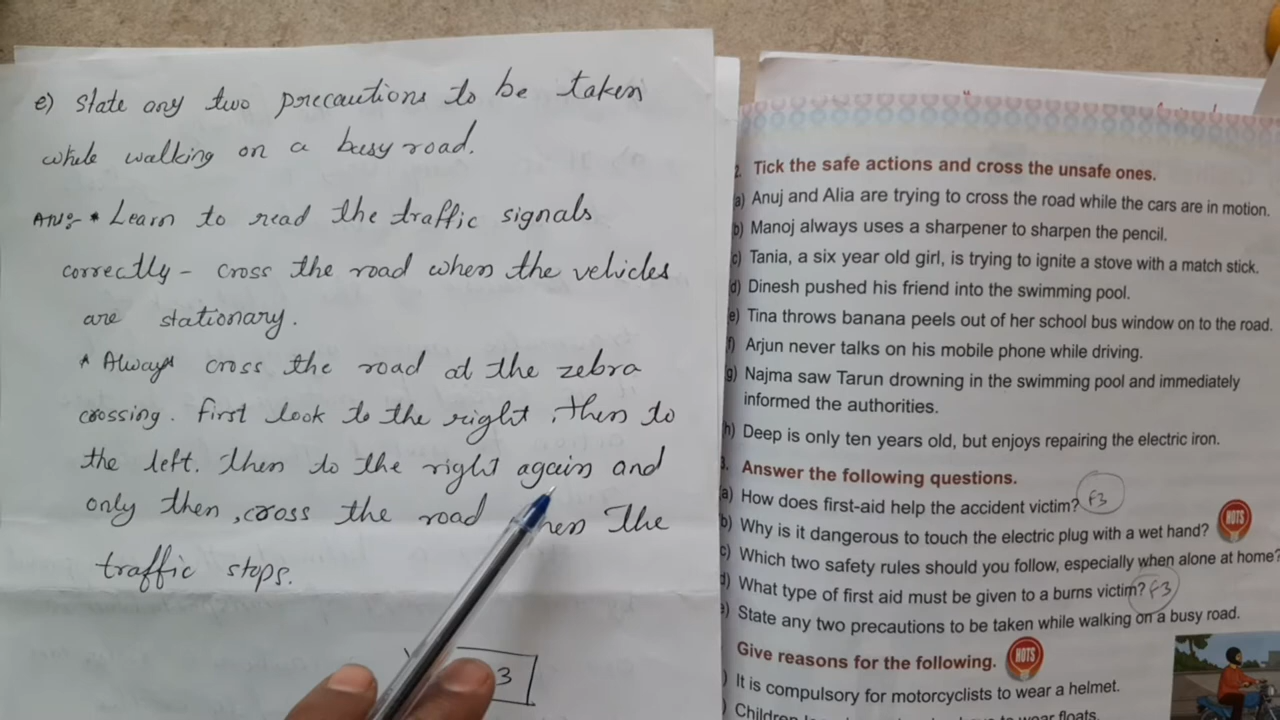 e) State any two precautions to be taken
while walking on a busy road.
Ans:- * Learn to read the traffic signals
correctly - cross the road when the vehicles
are stationary.
* Always cross the road at the zebra
crossing. First look to the right, then to
the left. Then to the right again and
only then, cross the road the
traffic stops.
3
2. Tick the safe actions and cross the unsafe ones.
a) Anuj and Alia are trying to cross the road while the cars are in motion.
b) Manoj always uses a sharpener to sharpen the pencil.
c) Tania, a six year old girl, is trying to ignite a stove with a match stick.
d) Dinesh pushed his friend into the swimming pool.
e) Tina throws banana peels out of her school bus window on to the road.
f) Arjun never talks on his mobile phone while driving.
g) Najma saw Tarun drowning in the swimming pool and immediately
informed the authorities.
h) Deep is only ten years old, but enjoys repairing the electric iron.
3. Answer the following questions.
a) How does first-aid help the accident victim? F3
b) Why is it dangerous to touch the electric plug with a wet hand? HOTS
c) Which two safety rules should you follow, especially when alone at home?
d) What type of first aid must be given to a burns victim? F3
e) State any two precautions to be taken while walking on a busy road.
Give reasons for the following. HOTS
) It is compulsory for motorcyclists to wear a helmet.
) Children wear floats.